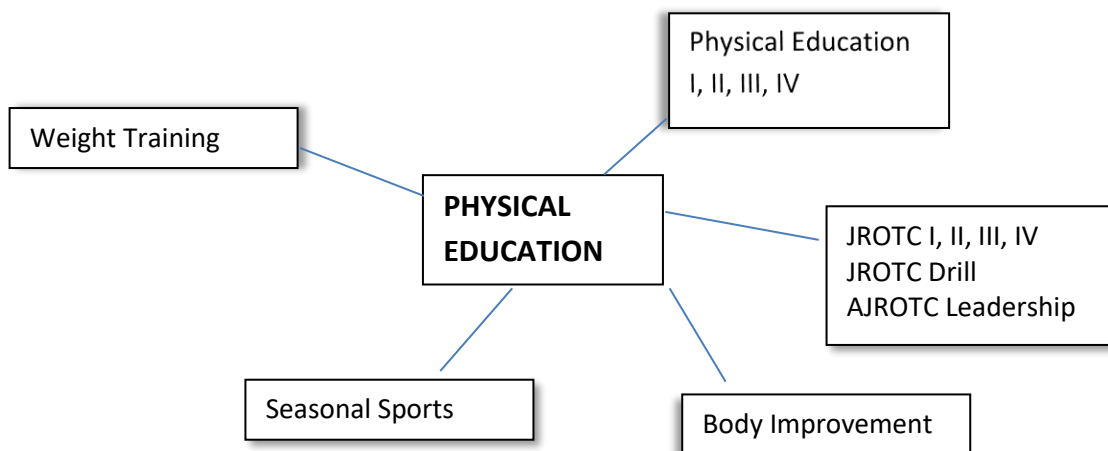 Physical Education
I, II, III, IV
Weight Training
PHYSICAL
EDUCATION
JROTC I, II, III, IV
JROTC Drill
AJROTC Leadership
Seasonal Sports
Body Improvement